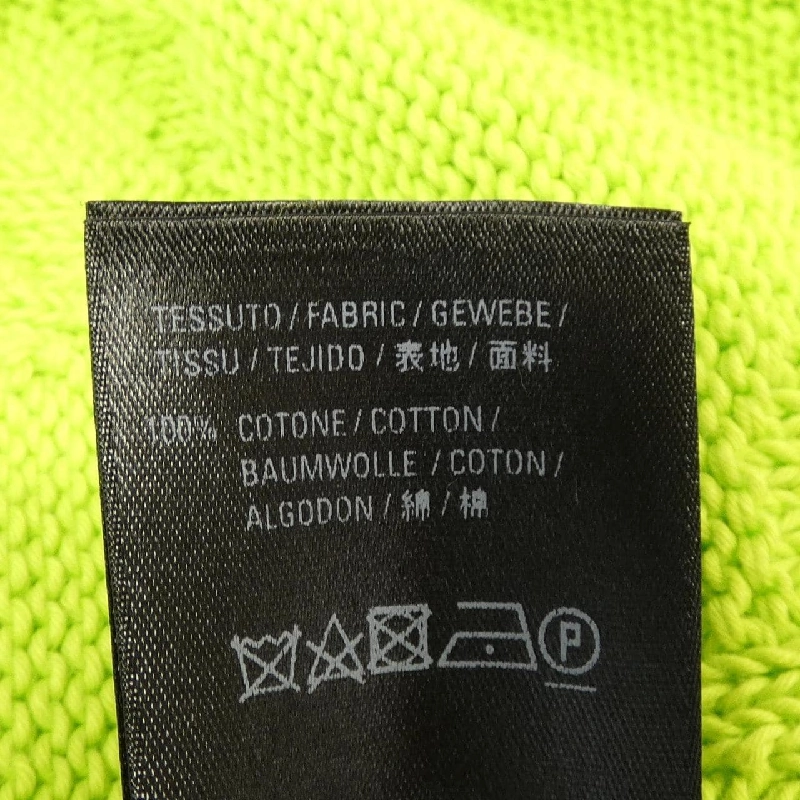 TESSUTO / FABRIC / GEWEBE /
TISSU / TEJIDO / 表地 / 面料
100% COTONE / COTTON /
BAUMWOLLE / COTON /
ALGODON / 綿 / 棉
P